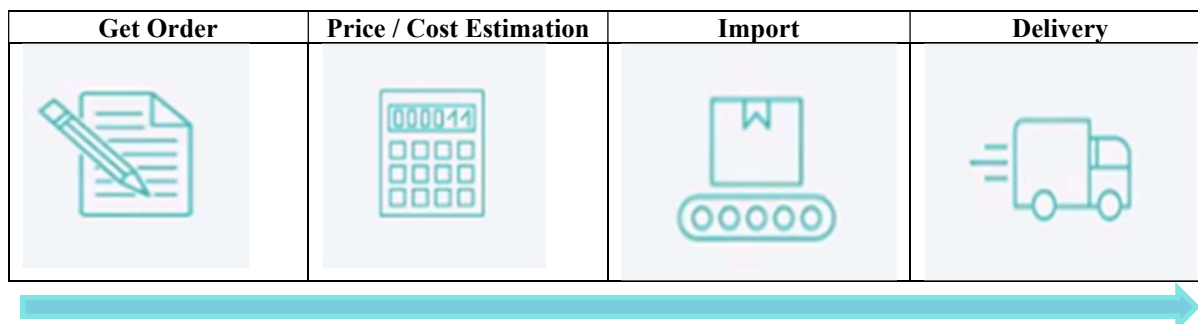 Get Order
Price / Cost Estimation
Import
Delivery
000011